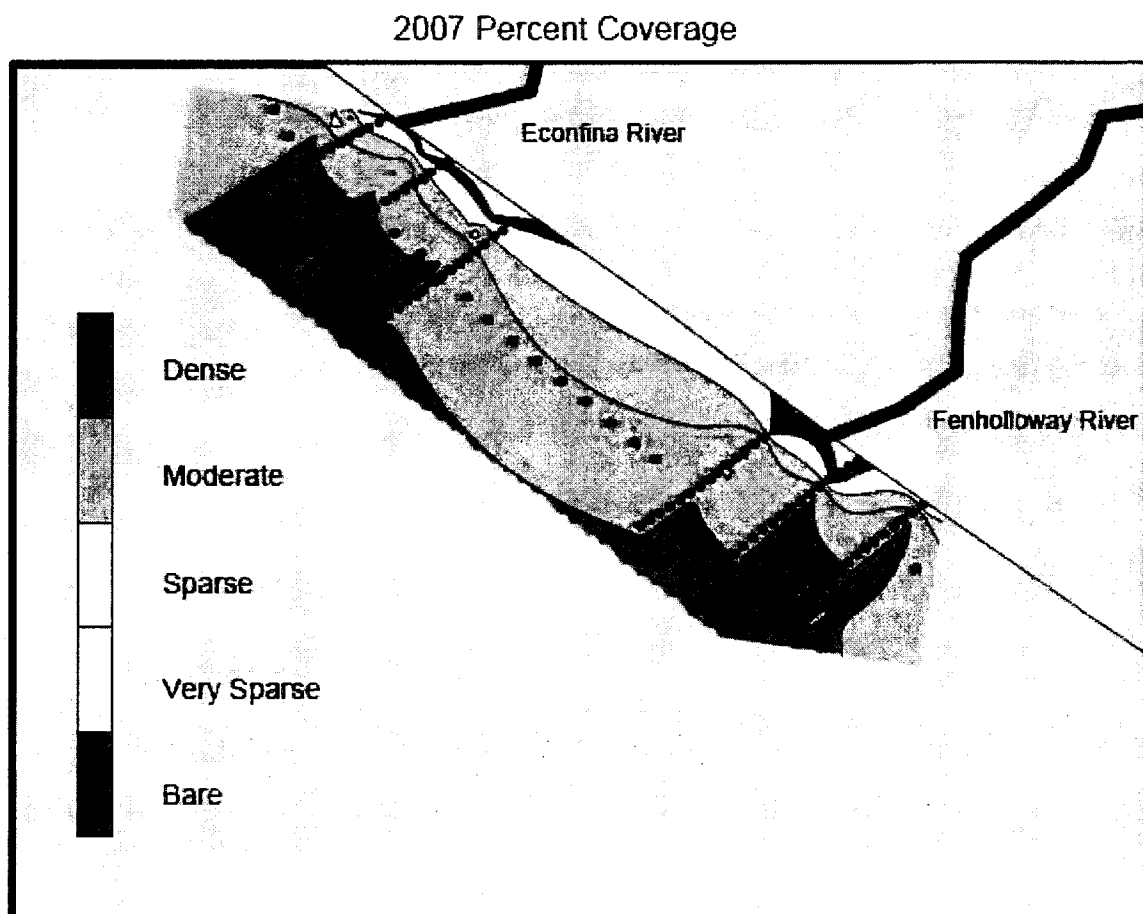 2007 Percent Coverage
Econfina River
Fenholloway River
Dense
Moderate
Sparse
Very Sparse
Bare